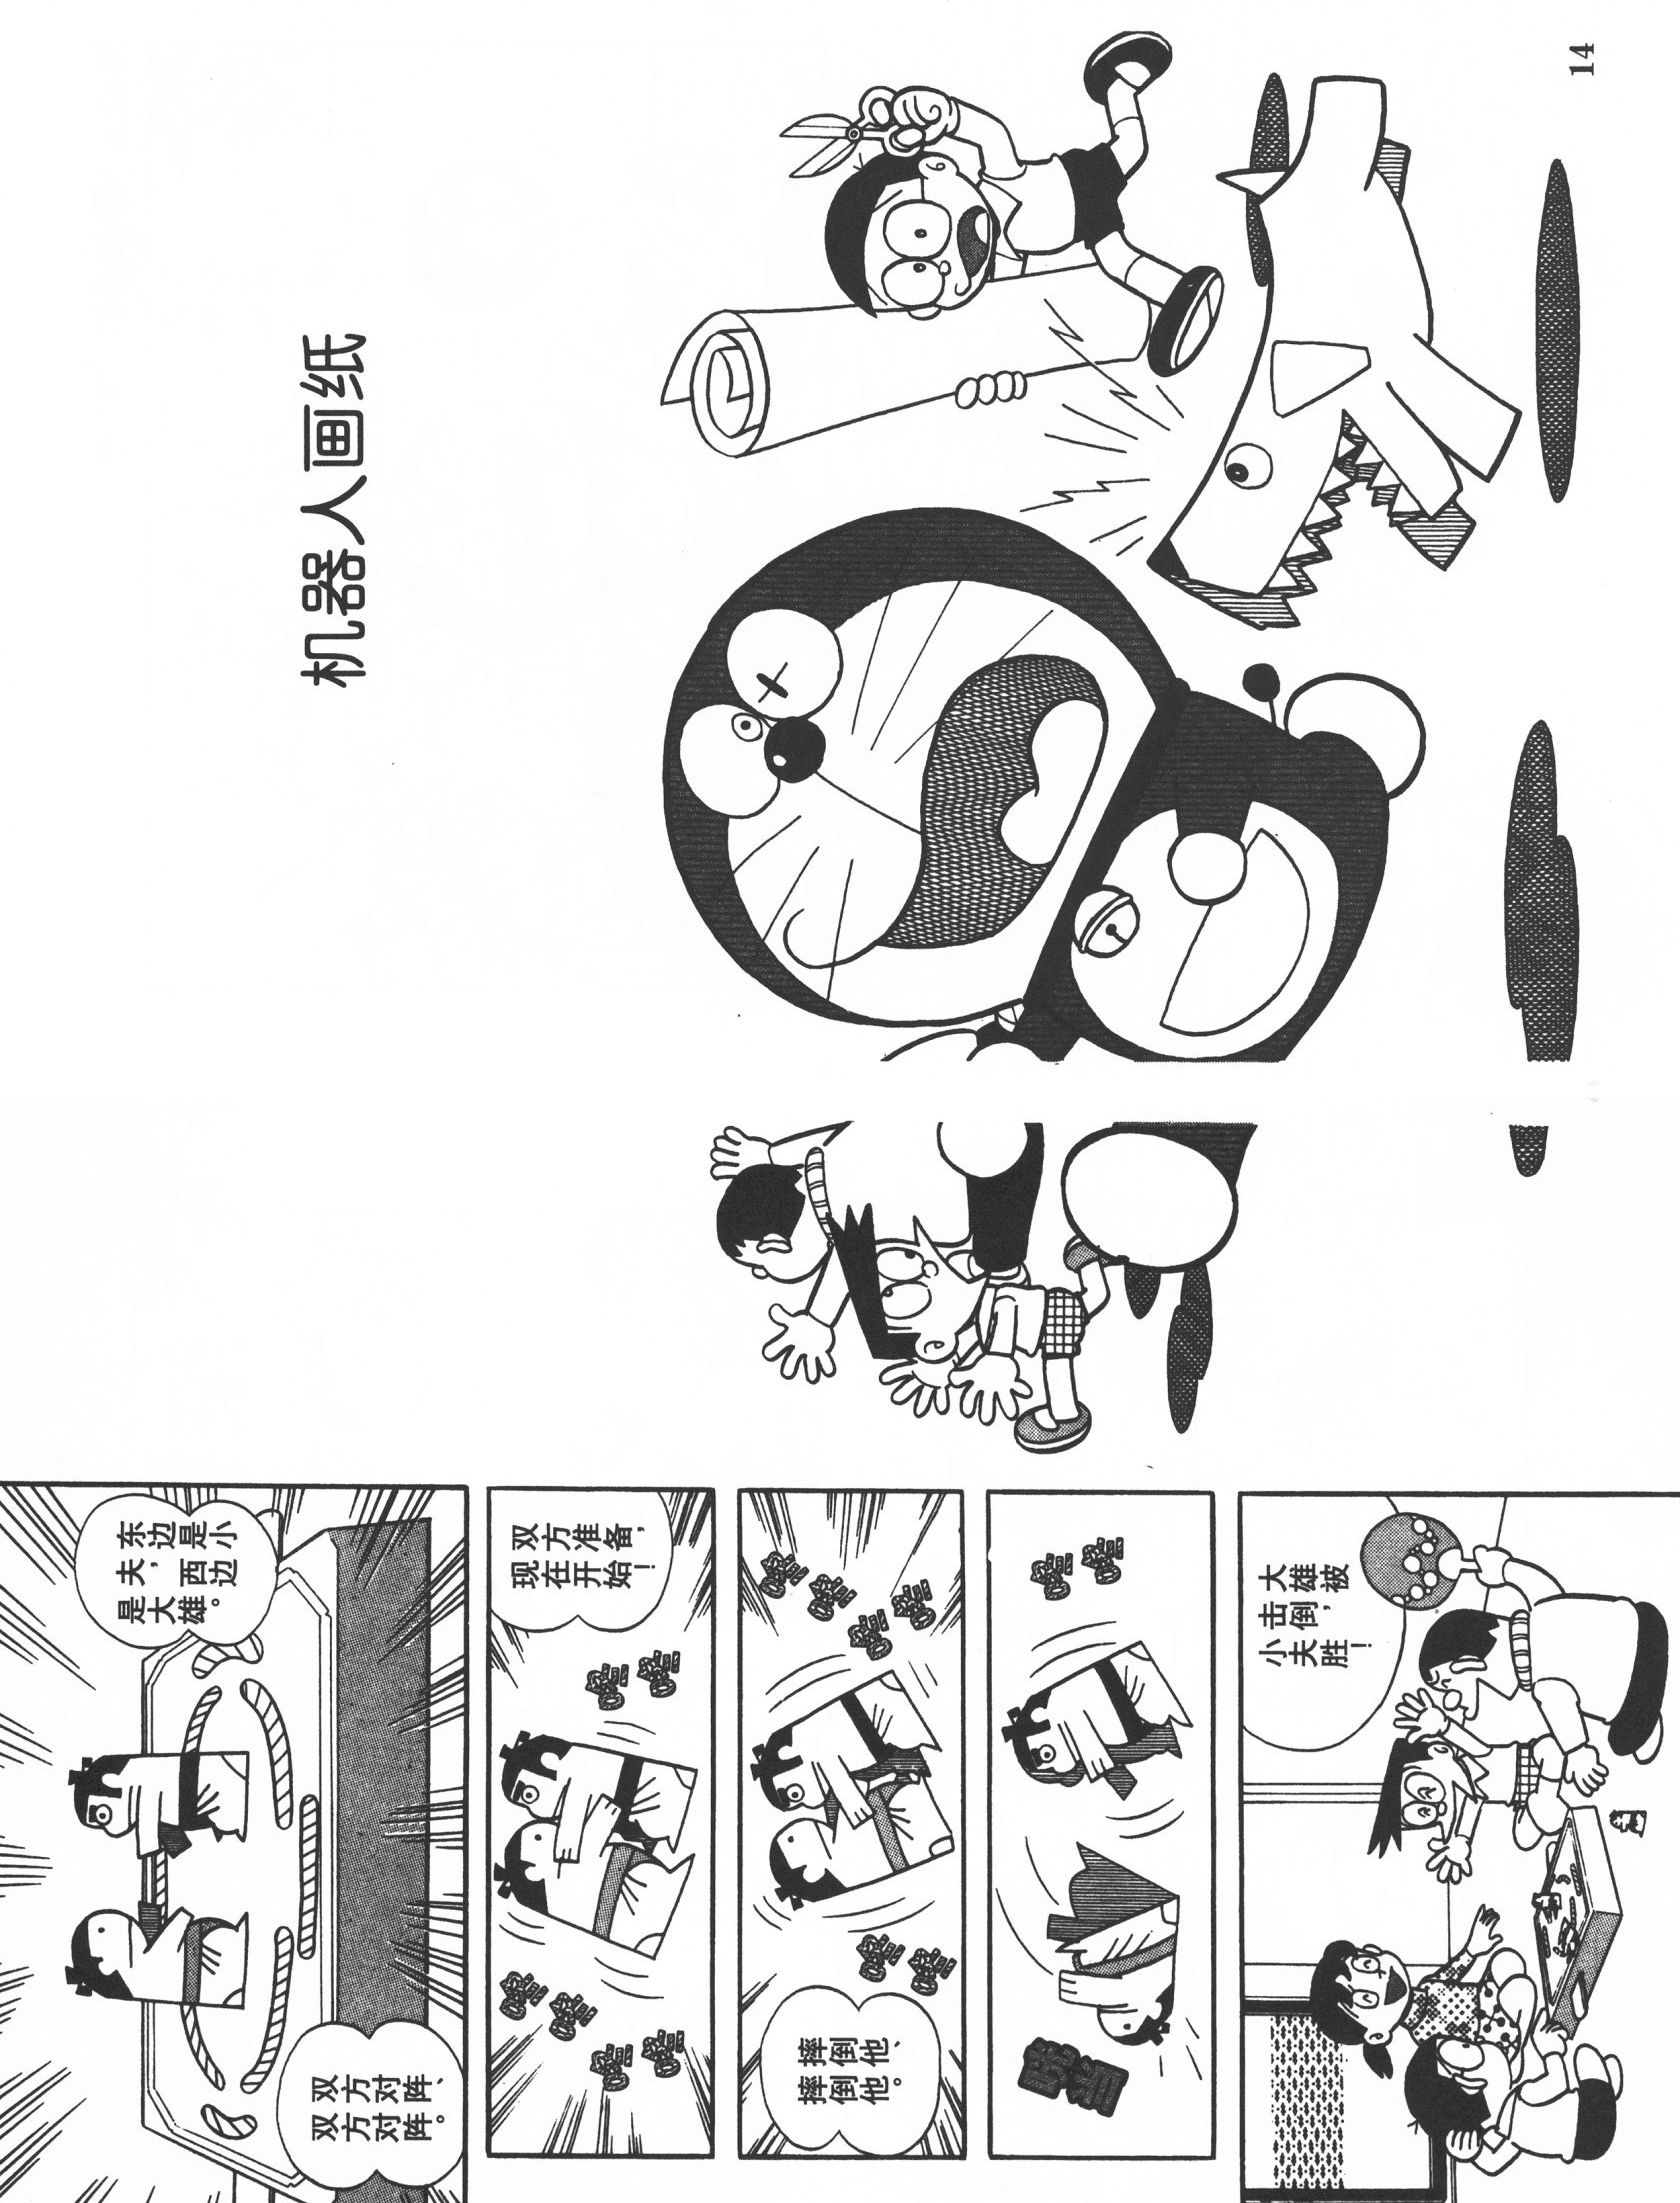 机器人画纸
14
东边是小
夫，西边
是大雄。
双方对阵、
双方对阵。
双方准备，
现在开始！
摔倒他、
摔倒他。
大雄被
击倒，
小夫胜！